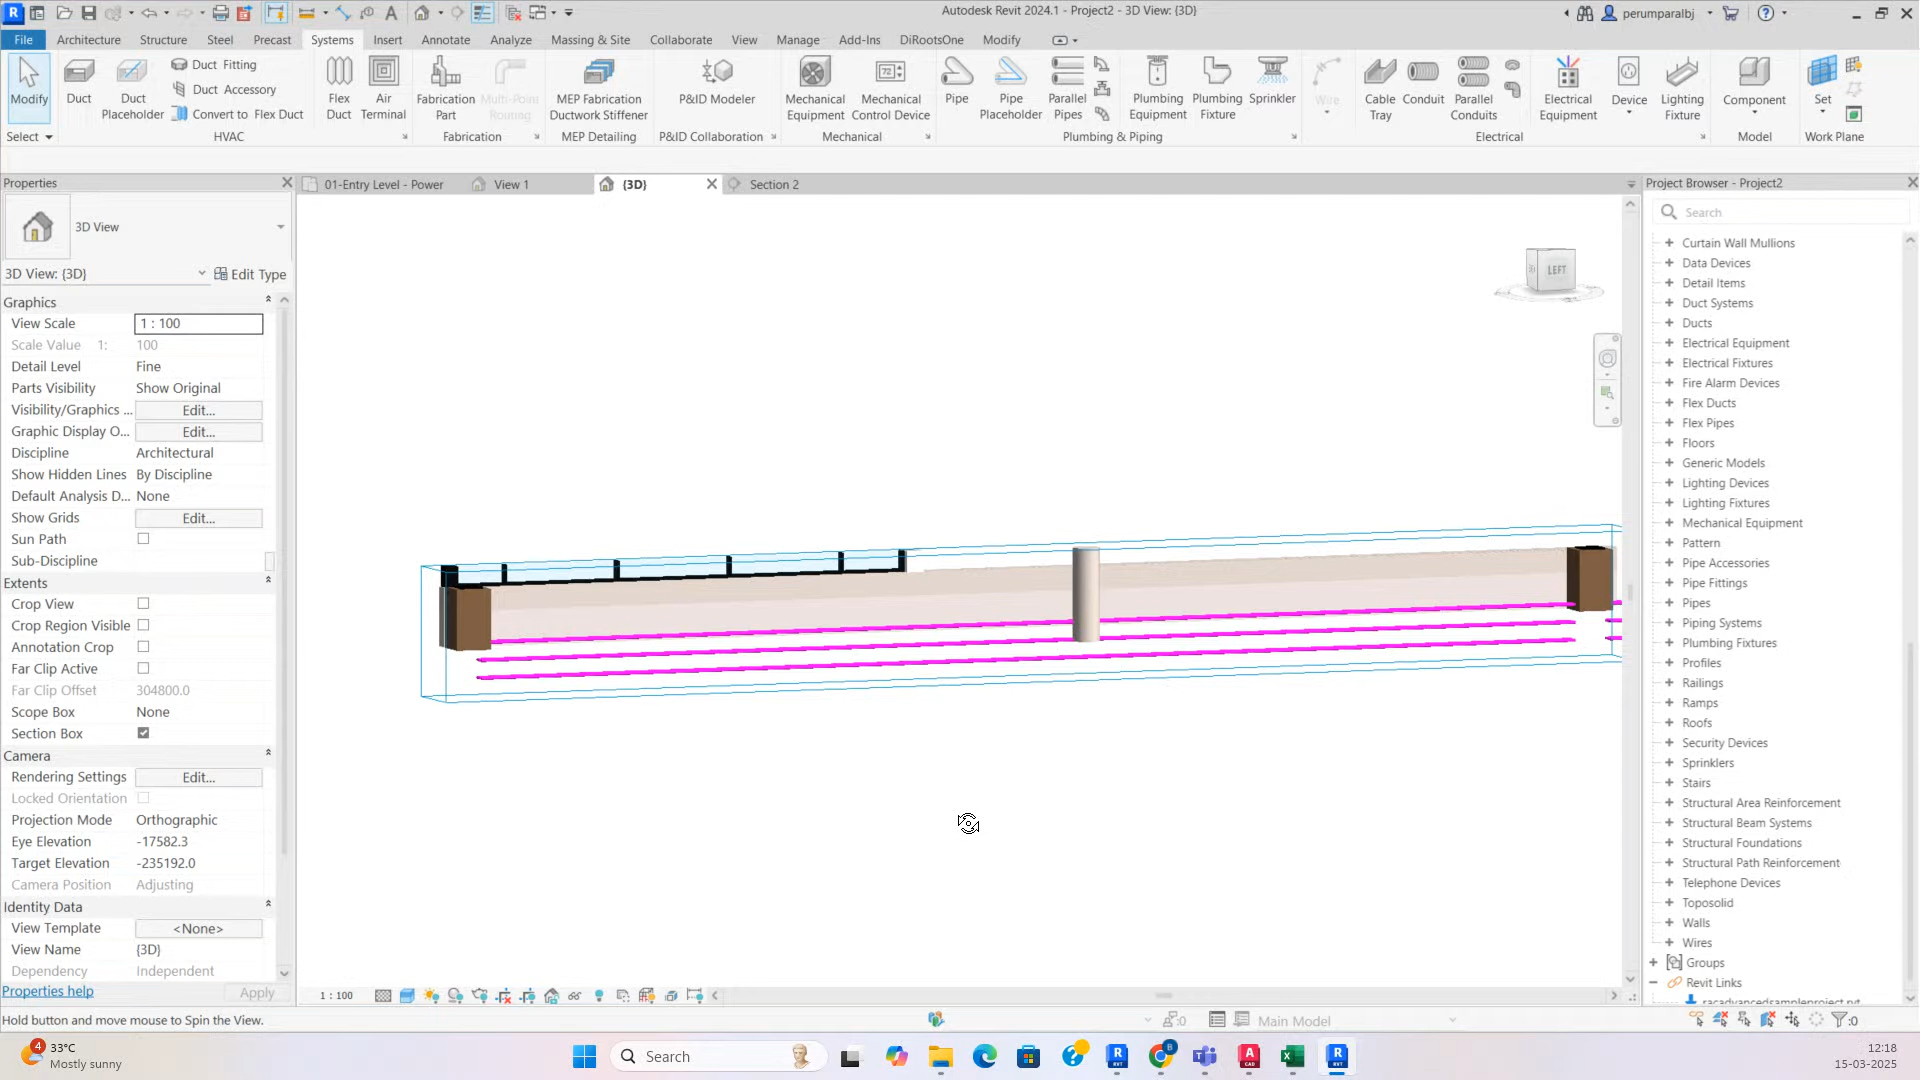 Autodesk Revit 2024.1 - Project2 - 3D View: {3D}
perumparalbj
File
Architecture
Structure
Steel
Precast
Systems
Insert
Annotate
Analyze
Massing & Site
Collaborate
View
Manage
Add-Ins
DiRootsOne
Modify
Modify
Duct
Duct Placeholder
Duct Fitting
Duct Accessory
Convert to Flex Duct
Flex Duct
Air Terminal
Fabrication Part
Multi-Point Routing
MEP Fabrication Ductwork Stiffener
P&ID Modeler
Mechanical Equipment
Mechanical Control Device
Pipe
Pipe Placeholder
Parallel Pipes
Plumbing Equipment
Plumbing Fixture
Sprinkler
Wire
Cable Tray
Conduit
Parallel Conduits
Electrical Equipment
Device
Lighting Fixture
Component
Set
Select
HVAC
Fabrication
MEP Detailing
P&ID Collaboration
Mechanical
Plumbing & Piping
Electrical
Model
Work Plane
Properties
01-Entry Level - Power
View 1
{3D}
Section 2
Project Browser - Project2
3D View
Search
3D View: {3D}
Edit Type
Graphics
View Scale 1 : 100
Scale Value 1: 100
Detail Level Fine
Parts Visibility Show Original
Visibility/Graphics ... Edit...
Graphic Display O... Edit...
Discipline Architectural
Show Hidden Lines By Discipline
Default Analysis D... None
Show Grids Edit...
Sun Path
Sub-Discipline
Extents
Crop View
Crop Region Visible
Annotation Crop
Far Clip Active
Far Clip Offset 304800.0
Scope Box None
Section Box
Camera
Rendering Settings Edit...
Locked Orientation
Projection Mode Orthographic
Eye Elevation -17582.3
Target Elevation -235192.0
Camera Position Adjusting
Identity Data
View Template <None>
View Name {3D}
Dependency Independent
Properties help
Apply
LEFT
Curtain Wall Mullions
Data Devices
Detail Items
Duct Systems
Ducts
Electrical Equipment
Electrical Fixtures
Fire Alarm Devices
Flex Ducts
Flex Pipes
Floors
Generic Models
Lighting Devices
Lighting Fixtures
Mechanical Equipment
Pattern
Pipe Accessories
Pipe Fittings
Pipes
Piping Systems
Plumbing Fixtures
Profiles
Railings
Ramps
Roofs
Security Devices
Sprinklers
Stairs
Structural Area Reinforcement
Structural Beam Systems
Structural Foundations
Structural Path Reinforcement
Telephone Devices
Toposolid
Walls
Wires
Groups
Revit Links
racadvancedsampleproject.rvt
1 : 100
Hold button and move mouse to Spin the View.
:0
Main Model
:0
4
33°C
Mostly sunny
Search
12:18
15-03-2025